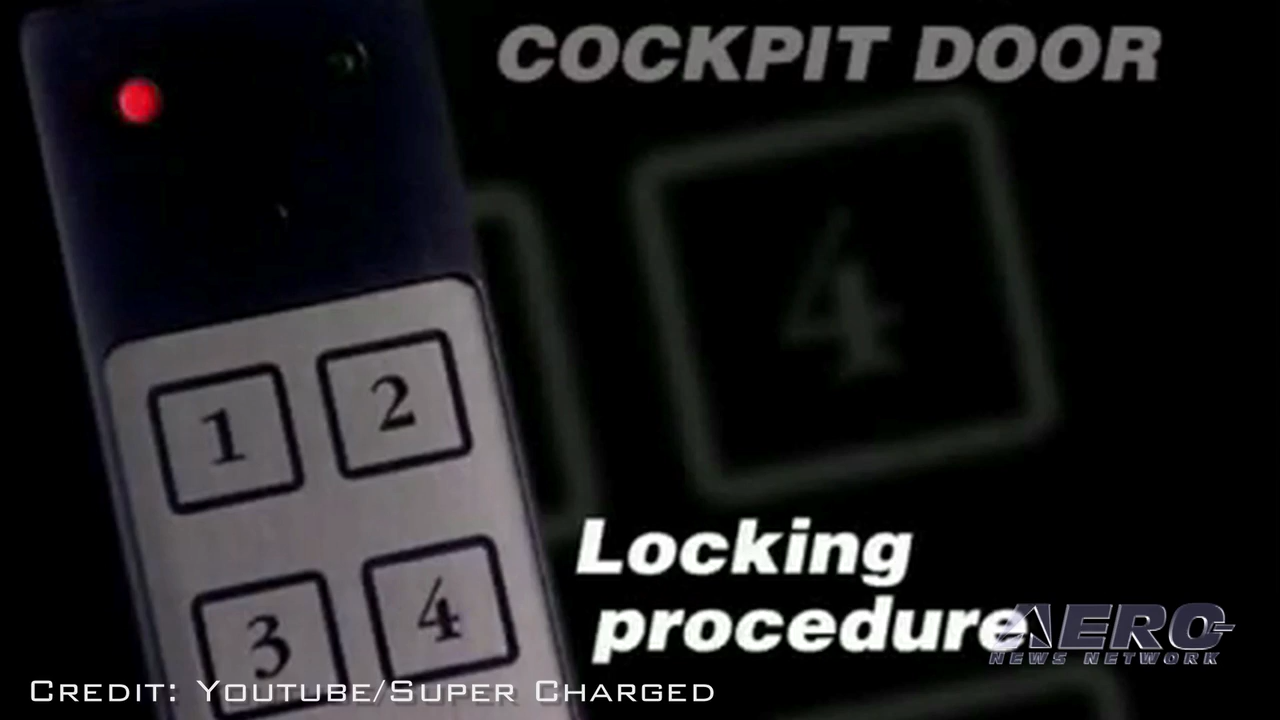 COCKPIT DOOR
4
1
2
3
4
Locking
procedure
AERO
NEWS NETWORK
CREDIT: YOUTUBE/SUPER CHARGED